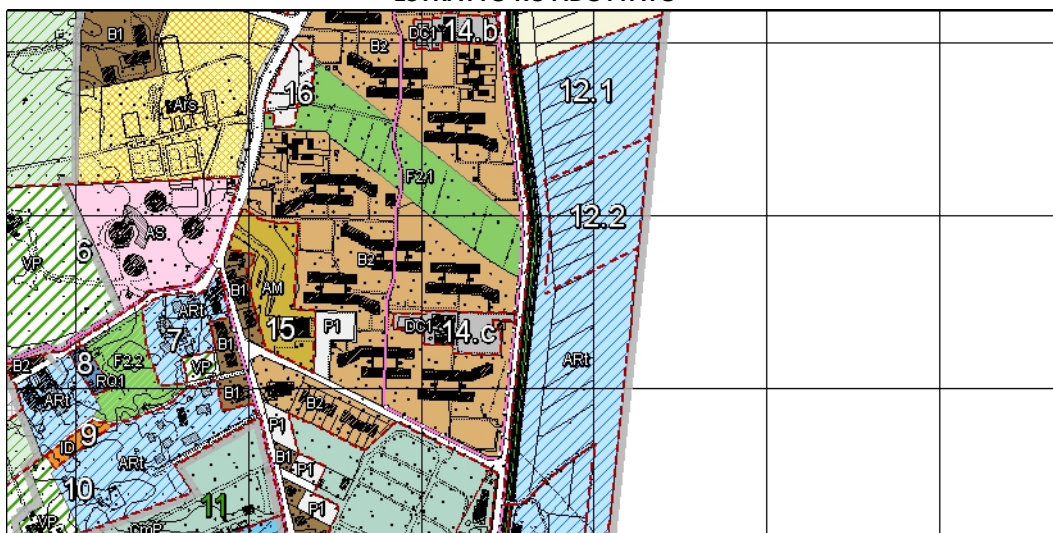 B1
B2
DC1
14.b
12.1
16
Ars
F2.1
12.2
6
AS
VP
B2
B1
AM
ARt
7
15
P1
DC1
14.c
B1
ARt
8
F2.2
VP
B2
RQ1
ARt
B1
B2
9
P1
ID
ARt
B1
P1
10
11
P1
VP